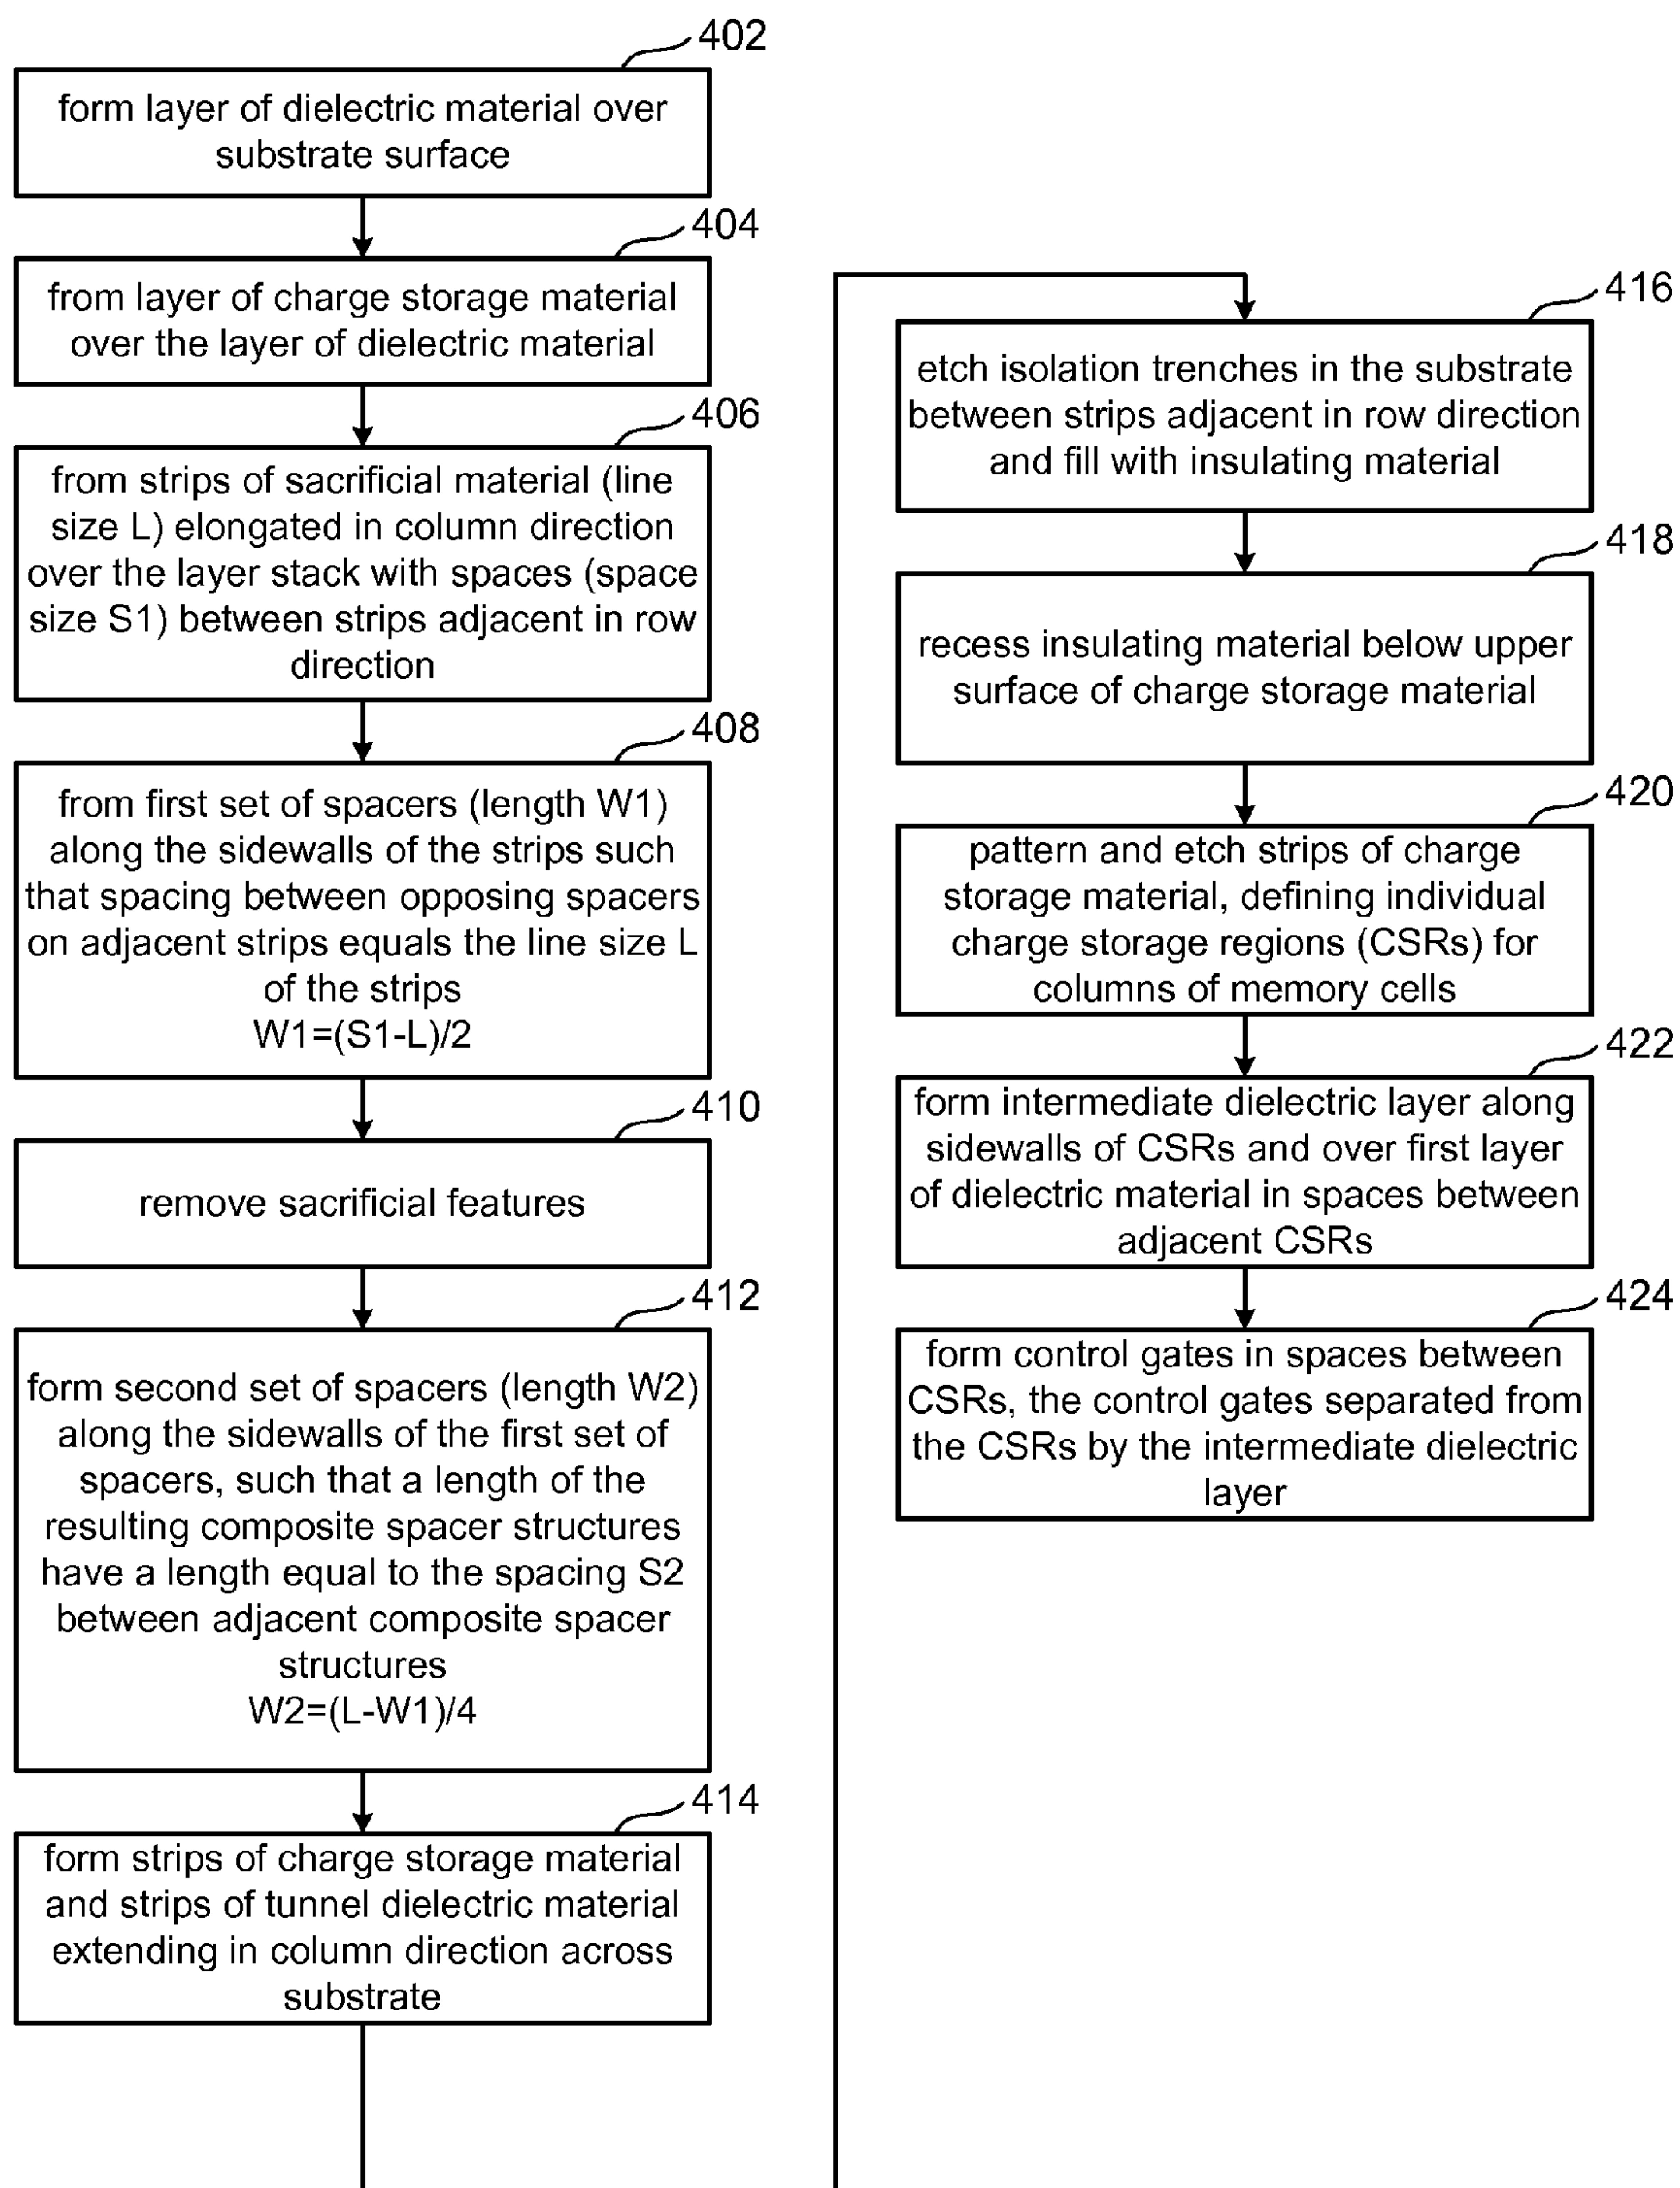 402
form layer of dielectric material over
substrate surface
404
from layer of charge storage material
over the layer of dielectric material
406
from strips of sacrificial material (line
size L) elongated in column direction
over the layer stack with spaces (space
size S1) between strips adjacent in row
direction
408
from first set of spacers (length W1)
along the sidewalls of the strips such
that spacing between opposing spacers
on adjacent strips equals the line size L
of the strips
W1=(S1-L)/2
410
remove sacrificial features
412
form second set of spacers (length W2)
along the sidewalls of the first set of
spacers, such that a length of the
resulting composite spacer structures
have a length equal to the spacing S2
between adjacent composite spacer
structures
W2=(L-W1)/4
414
form strips of charge storage material
and strips of tunnel dielectric material
extending in column direction across
substrate
416
etch isolation trenches in the substrate
between strips adjacent in row direction
and fill with insulating material
418
recess insulating material below upper
surface of charge storage material
420
pattern and etch strips of charge
storage material, defining individual
charge storage regions (CSRs) for
columns of memory cells
422
form intermediate dielectric layer along
sidewalls of CSRs and over first layer
of dielectric material in spaces between
adjacent CSRs
424
form control gates in spaces between
CSRs, the control gates separated from
the CSRs by the intermediate dielectric
layer